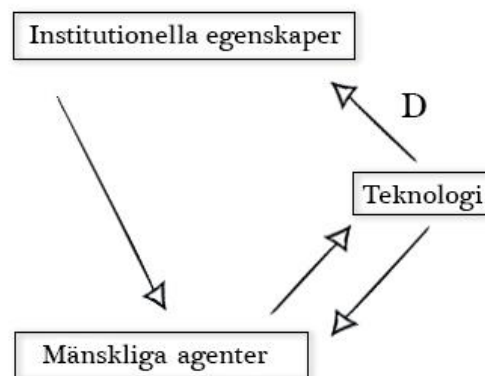 Institutionella egenskaper
D
Teknologi
Mänskliga agenter